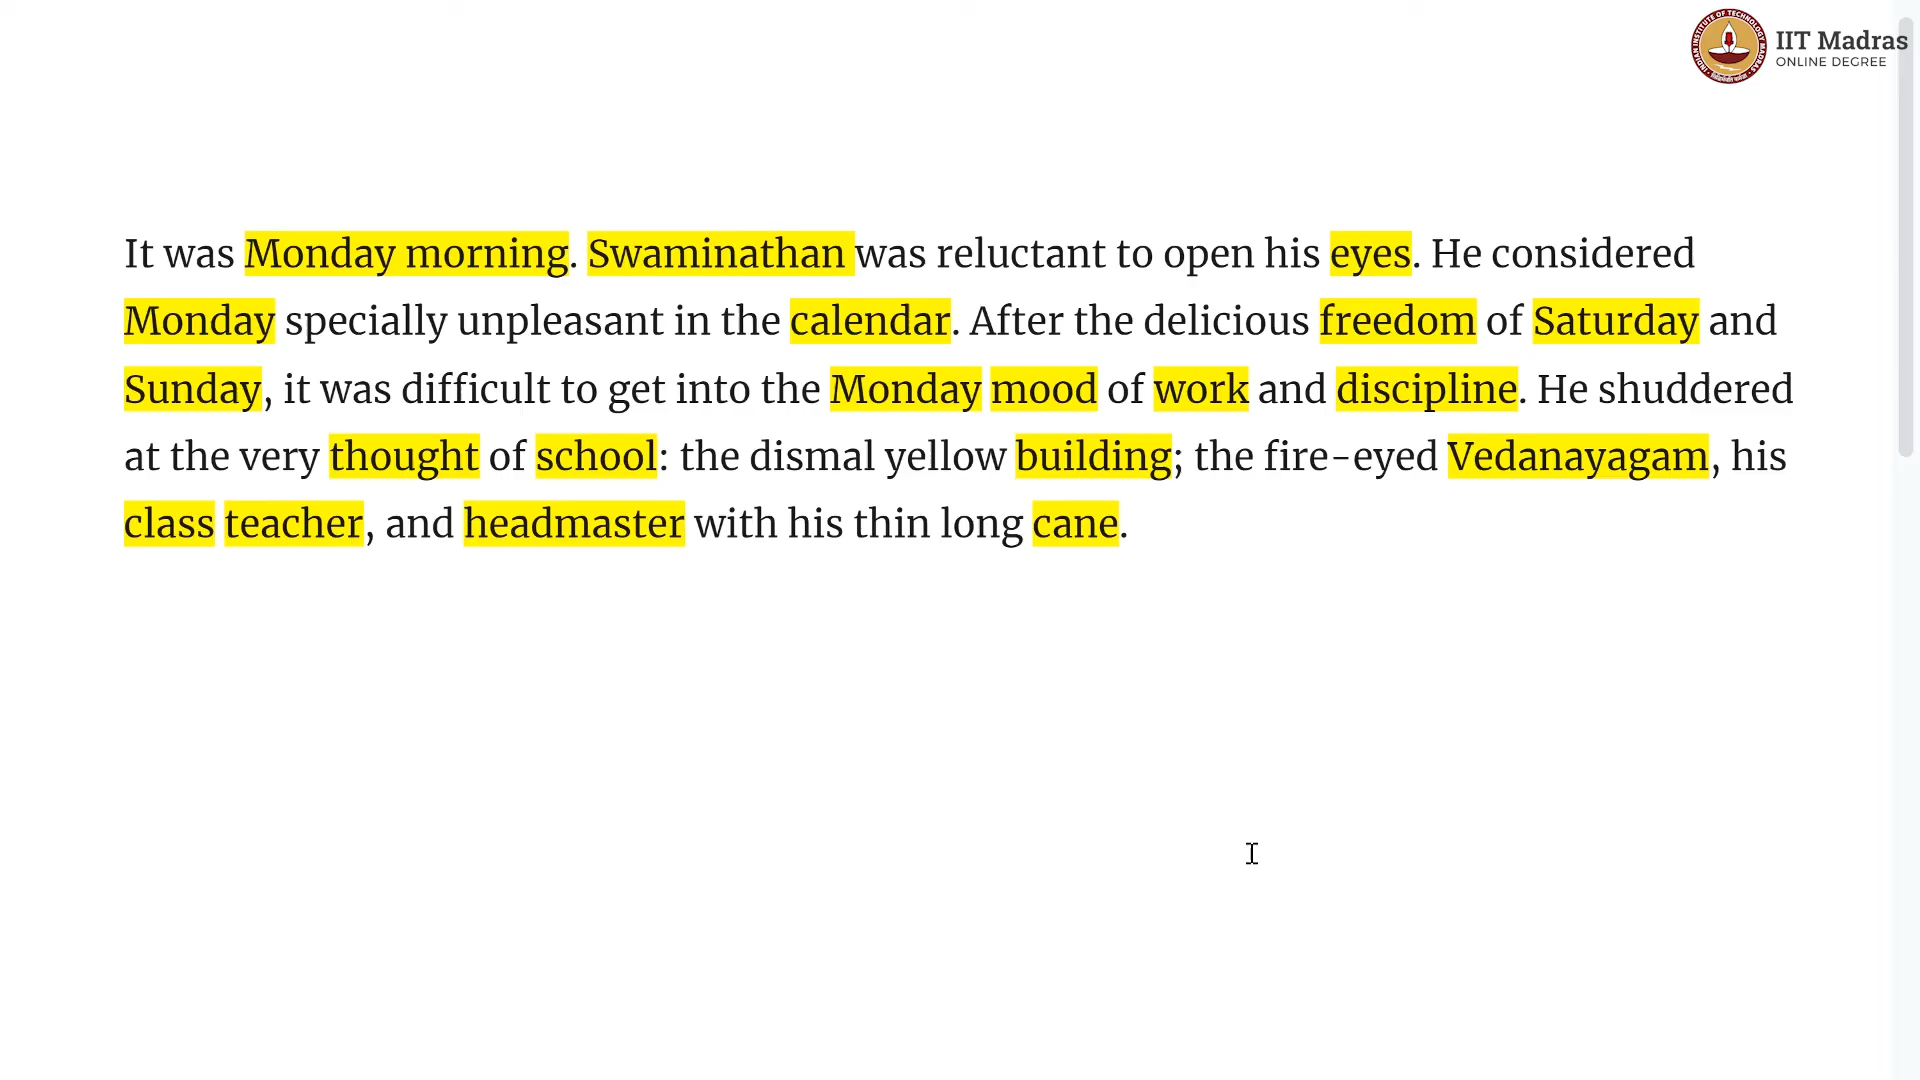 IIT Madras
ONLINE DEGREE
It was Monday morning. Swaminathan was reluctant to open his eyes. He considered
Monday specially unpleasant in the calendar. After the delicious freedom of Saturday and
Sunday, it was difficult to get into the Monday mood of work and discipline. He shuddered
at the very thought of school: the dismal yellow building; the fire-eyed Vedanayagam, his
class teacher, and headmaster with his thin long cane.